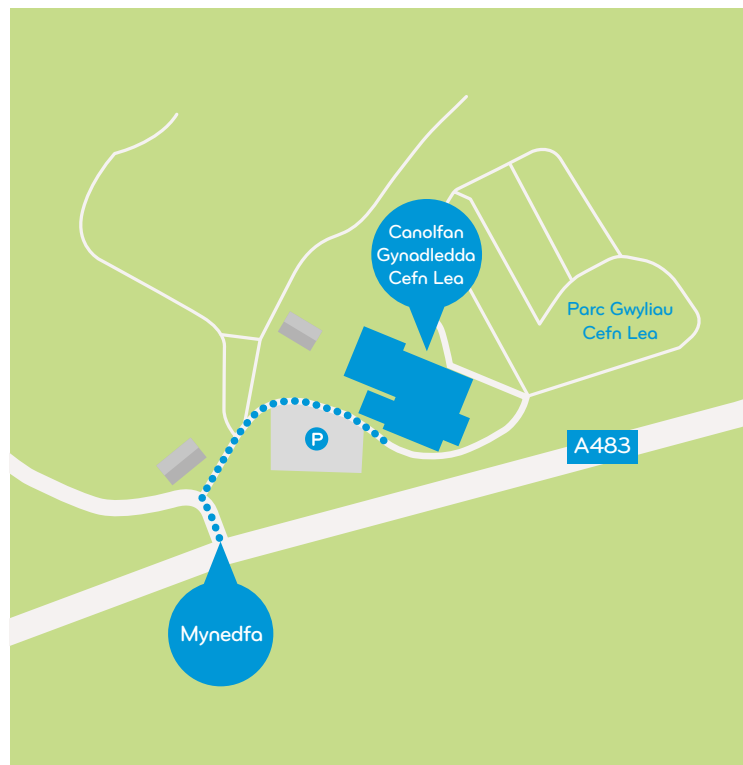 Canolfan
Gynadledda
Cefn Lea
Parc Gwyliau
Cefn Lea
P
A483
Mynedfa